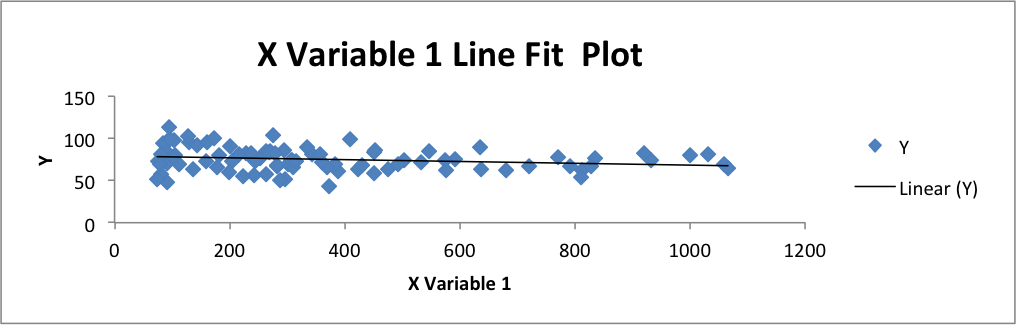 X Variable 1 Line Fit  Plot
150
100
50
0
Y
0 200 400 600 800 1000 1200
X Variable 1
Y
Linear (Y)